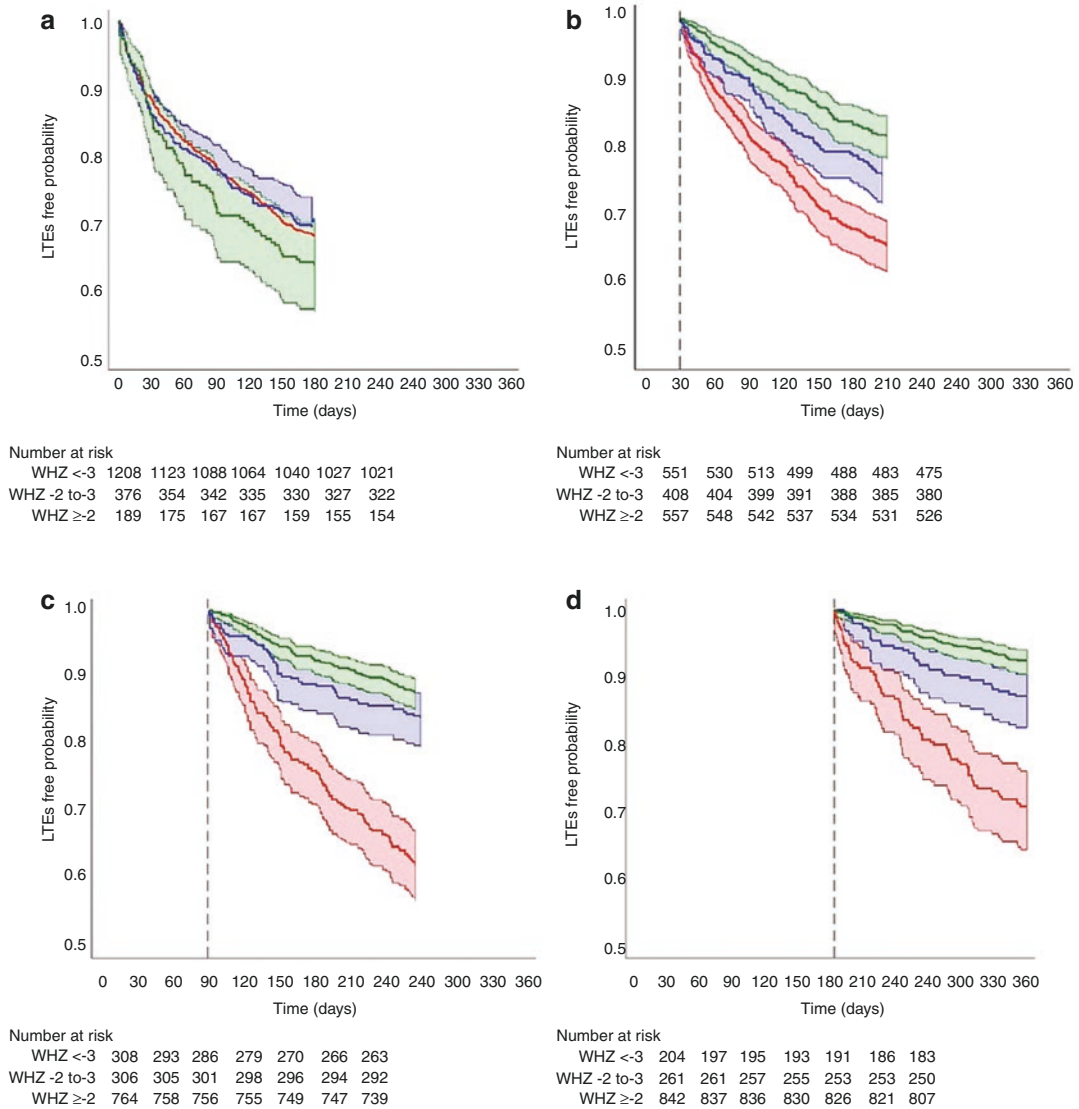 a
LTEs free probability
1.0
0.9
0.8
0.7
0.6
0.5
0 30 60 90 120 150 180 210 240 270 300 330 360
Time (days)
Number at risk
WHZ <-3 1208 1123 1088 1064 1040 1027 1021
WHZ -2 to-3 376 354 342 335 330 327 322
WHZ ≥-2 189 175 167 167 159 155 154
b
LTEs free probability
1.0
0.9
0.8
0.7
0.6
0.5
0 30 60 90 120 150 180 210 240 270 300 330 360
Time (days)
Number at risk
WHZ <-3 551 530 513 499 488 483 475
WHZ -2 to-3 408 404 399 391 388 385 380
WHZ ≥-2 557 548 542 537 534 531 526
c
LTEs free probability
1.0
0.9
0.8
0.7
0.6
0.5
0 30 60 90 120 150 180 210 240 240 300 330 360
Time (days)
Number at risk
WHZ <-3 308 293 286 279 270 266 263
WHZ -2 to-3 306 305 301 298 296 294 292
WHZ ≥-2 764 758 756 755 749 747 739
d
LTEs free probability
1.0
0.9
0.8
0.7
0.6
0.5
0 30 60 90 120 150 180 210 240 240 300 330 360
Time (days)
Number at risk
WHZ <-3 204 197 195 193 191 186 183
WHZ -2 to-3 261 261 257 255 253 253 250
WHZ ≥-2 842 837 836 830 826 821 807